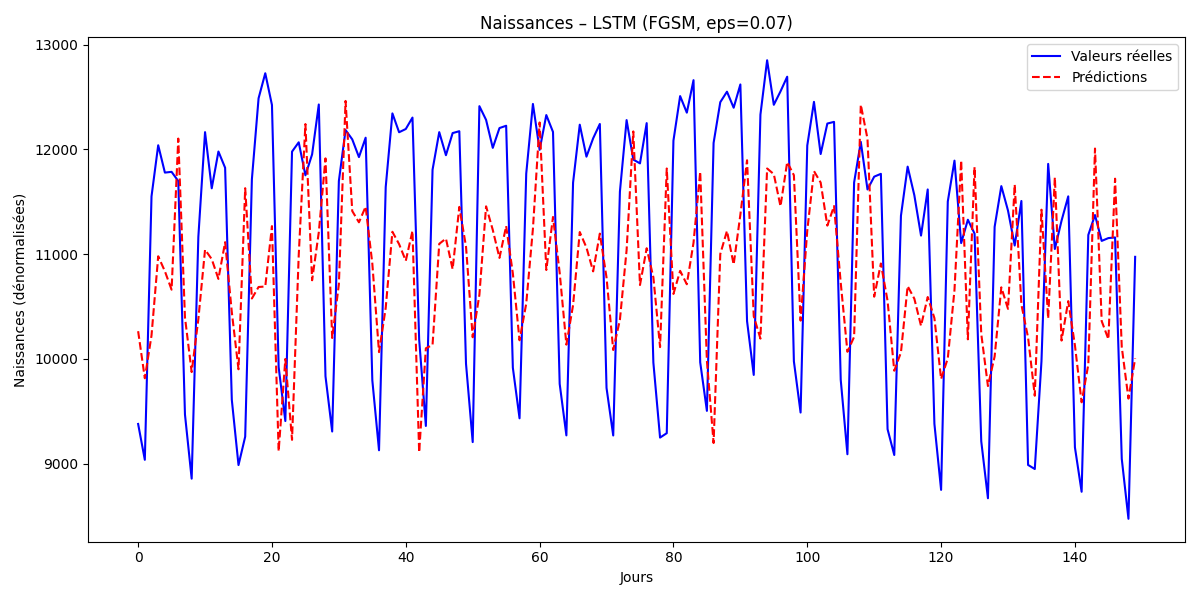 Naissances – LSTM (FGSM, eps=0.07)
Valeurs réelles
Prédictions
13000
12000
11000
10000
9000
Naissances (dénormalisées)
0 20 40 60 80 100 120 140
Jours